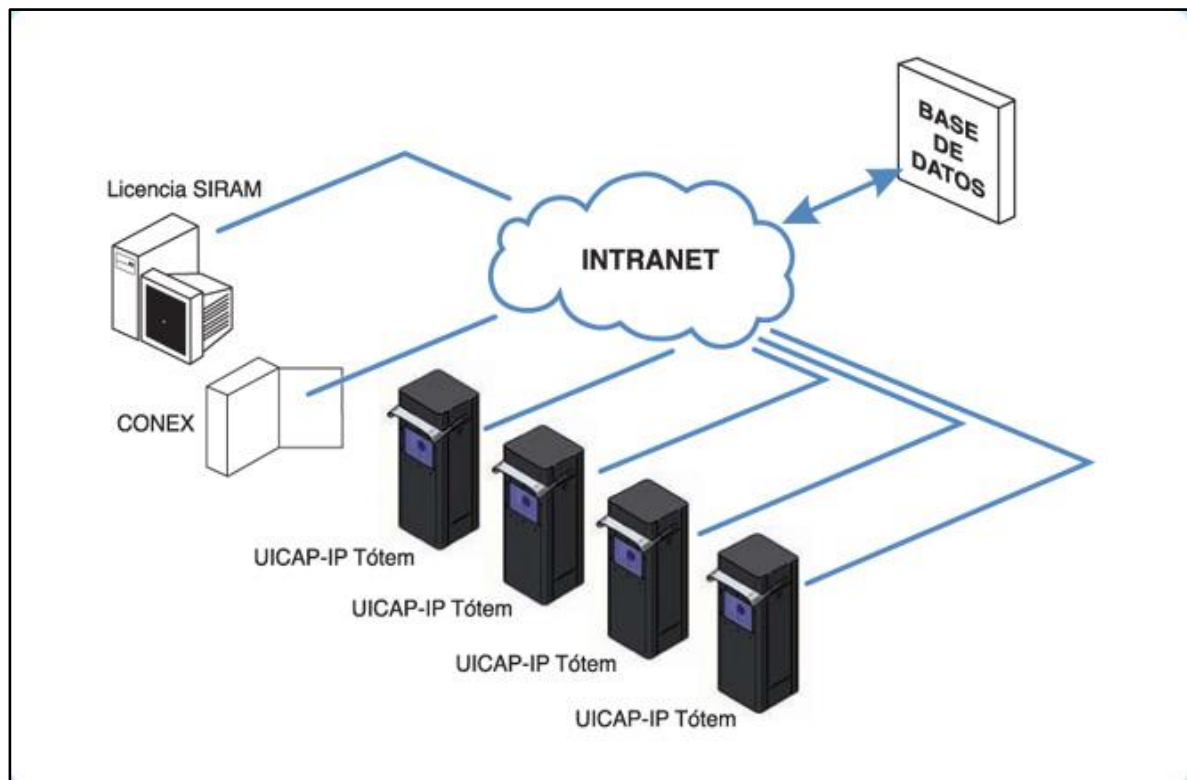 BASE
DE
DATOS
Licencia SIRAM
INTRANET
CONEX
UICAP-IP Tótem
UICAP-IP Tótem
UICAP-IP Tótem
UICAP-IP Tótem